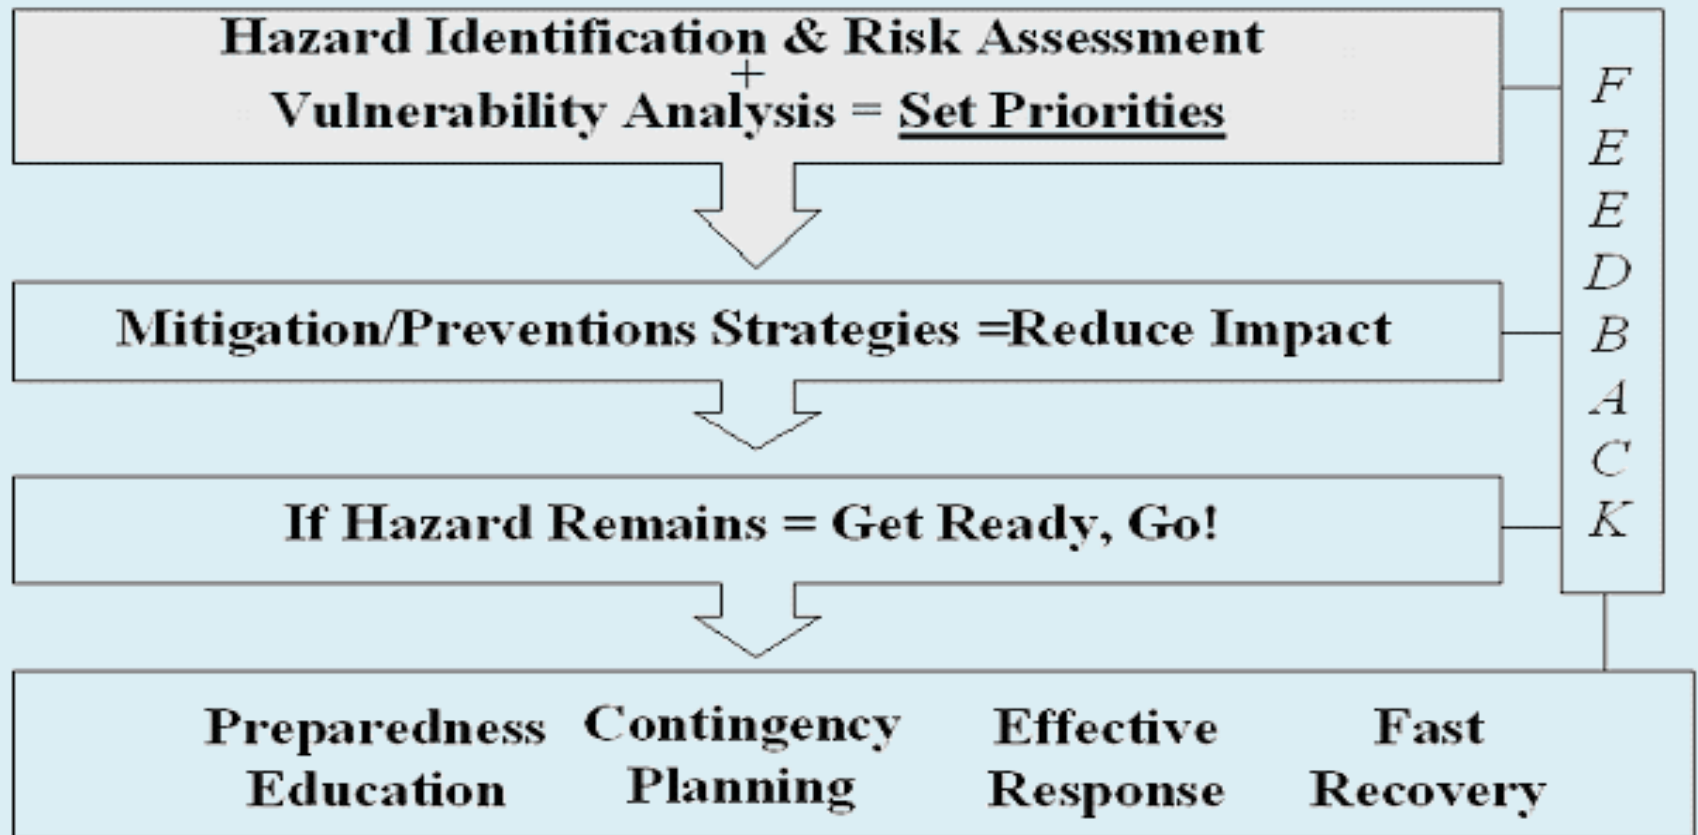 Hazard Identification & Risk Assessment
+
Vulnerability Analysis = Set Priorities
Mitigation/Preventions Strategies =Reduce Impact
If Hazard Remains = Get Ready, Go!
Preparedness Education
Contingency Planning
Effective Response
Fast Recovery
FEEDBACK